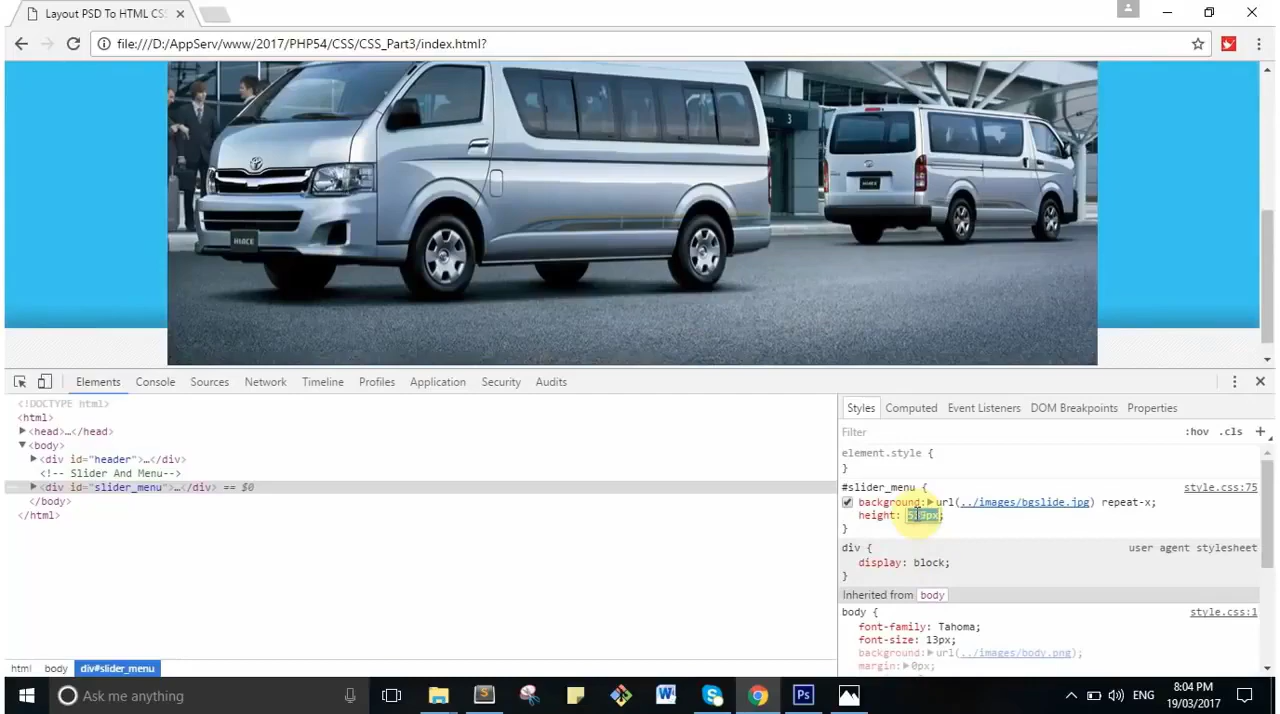 Layout PSD To HTML CS
file:///D:/AppServ/www/2017/PHP54/CSS/CSS_Part3/index.html?
3
HIACE
Elements Console Sources Network Timeline Profiles Application Security Audits
<!DOCTYPE html>
<html>
<head>…</head>
<body>
<div id="header">…</div>
<!-- Slider And Menu-->
<div id="slider_menu">…</div> == $0
</body>
</html>
html body div#slider_menu
Styles Computed Event Listeners DOM Breakpoints Properties
Filter :hov .cls +
element.style {
}
#slider_menu { style.css:75
background: url(../images/bgslide.jpg) repeat-x;
height:
}
div { user agent stylesheet
display: block;
}
Inherited from body
body { style.css:1
font-family: Tahoma;
font-size: 13px;
background: url(../images/body.png);
margin: 0px;
Ask me anything
ENG
8:04 PM
19/03/2017